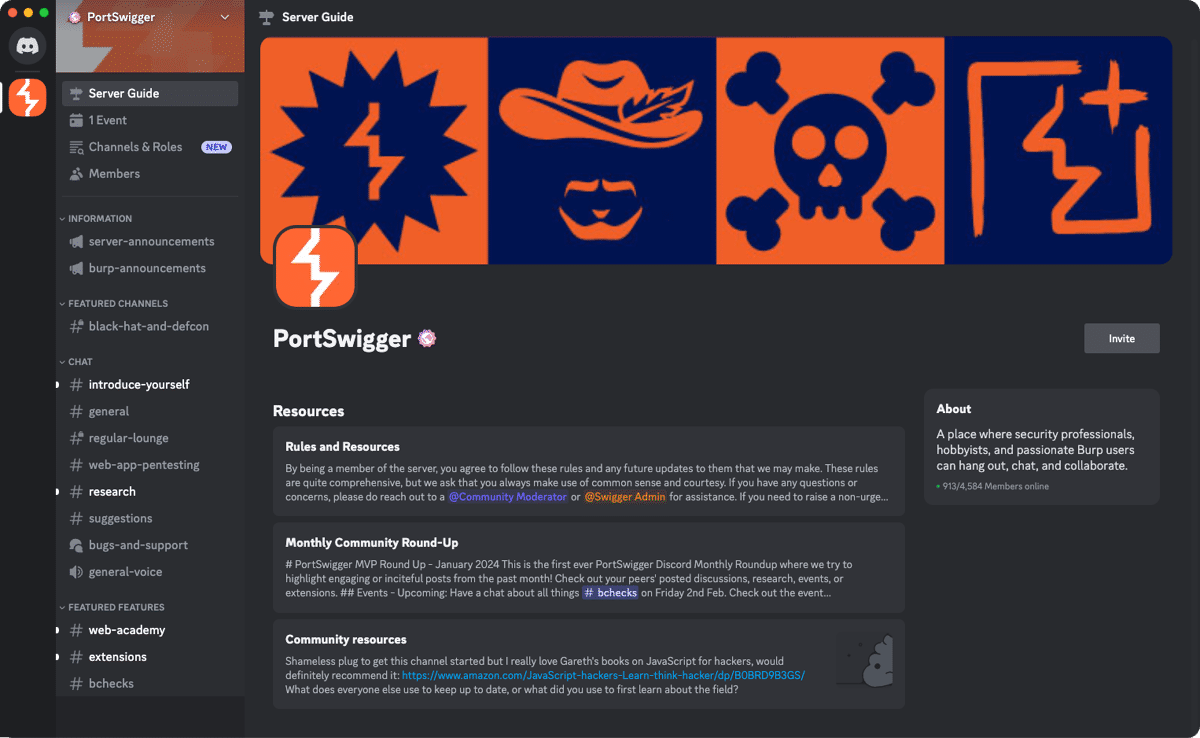 PortSwigger
Server Guide
1 Event
Channels & Roles NEW
Members
INFORMATION
server-announcements
burp-announcements
FEATURED CHANNELS
black-hat-and-defcon
CHAT
introduce-yourself
general
regular-lounge
web-app-pentesting
research
suggestions
bugs-and-support
general-voice
FEATURED FEATURES
web-academy
extensions
bchecks
Server Guide
PortSwigger
Invite
Resources
Rules and Resources
By being a member of the server, you agree to follow these rules and any future updates to them that we may make. These rules
are quite comprehensive, but we ask that you always make use of common sense and courtesy. If you have any questions or
concerns, please do reach out to a @Community Moderator or @Swigger Admin for assistance. If you need to raise a non-urge...
Monthly Community Round-Up
# PortSwigger MVP Round Up - January 2024 This is the first ever PortSwigger Discord Monthly Roundup where we try to
highlight engaging or inciteful posts from the past month! Check out your peers' posted discussions, research, events, or
extensions. ## Events - Upcoming: Have a chat about all things # bchecks on Friday 2nd Feb. Check out the event...
Community resources
Shameless plug to get this channel started but I really love Gareth's books on JavaScript for hackers, would
definitely recommend it: https://www.amazon.com/JavaScript-hackers-Learn-think-hacker/dp/B0BRD9B3GS/
What does everyone else use to keep up to date, or what did you use to first learn about the field?
About
A place where security professionals,
hobbyists, and passionate Burp users
can hang out, chat, and collaborate.
913/4,584 Members online